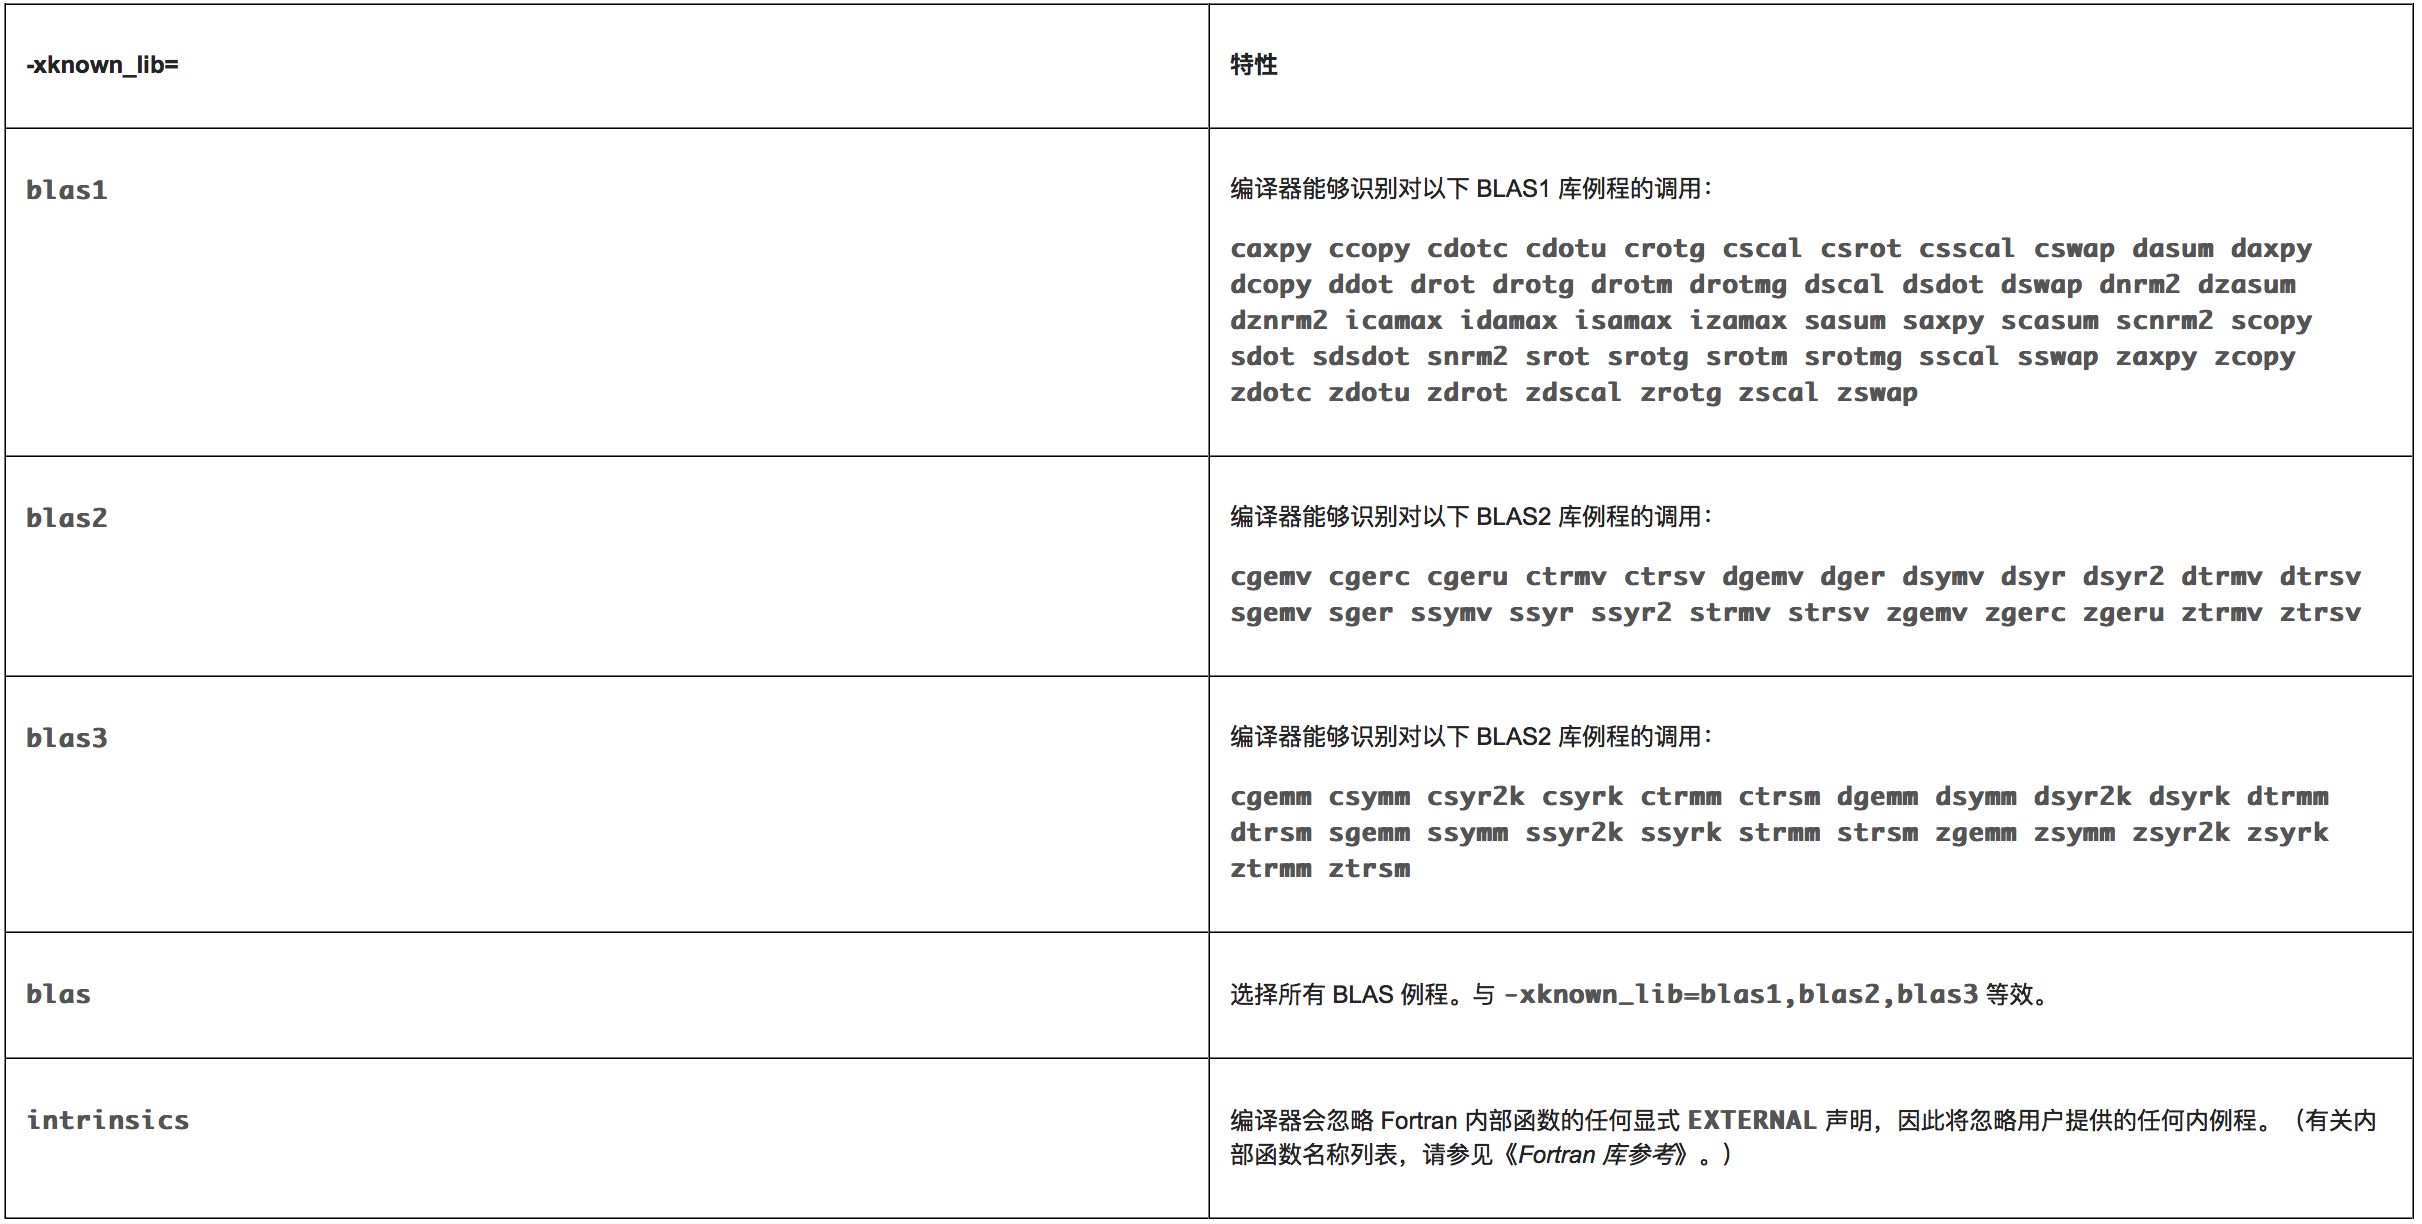 -xknown_lib=
特性
blas1
编译器能够识别对以下 BLAS1 库例程的调用：
caxpy ccopy cdotc cdotu crotg cscal csrot csscal cswap dasum daxpy
dcopy ddot drot drotg drotm drotmg dscal dsdot dswap dnrm2 dzasum
dznrm2 icamax idamax isamax izamax sasum saxpy scasum scnrm2 scopy
sdot sdsdot snrm2 srot srotg srotm srotmg sscal sswap zaxpy zcopy
zdotc zdotu zdrot zdscal zrotg zscal zswap
blas2
编译器能够识别对以下 BLAS2 库例程的调用：
cgemv cgerc cgeru ctrmv ctrsv dgemv dger dsymv dsyr dsyr2 dtrmv dtrsv
sgemv sger ssymv ssyr ssyr2 strmv strsv zgemv zgerc zgeru ztrmv ztrsv
blas3
编译器能够识别对以下 BLAS2 库例程的调用：
cgemm csymm csyr2k csyrk ctrmm ctrsm dgemm dsymm dsyr2k dsyrk dtrmm
dtrsm sgemm ssymm ssyr2k ssyrk strmm strsm zgemm zsymm zsyr2k zsyrk
ztrmm ztrsm
blas
选择所有 BLAS 例程。与 -xknown_lib=blas1,blas2,blas3 等效。
intrinsics
编译器会忽略 Fortran 内部函数的任何显式 EXTERNAL 声明，因此将忽略用户提供的任何内例程。（有关内
部函数名称列表，请参见《Fortran 库参考》。）